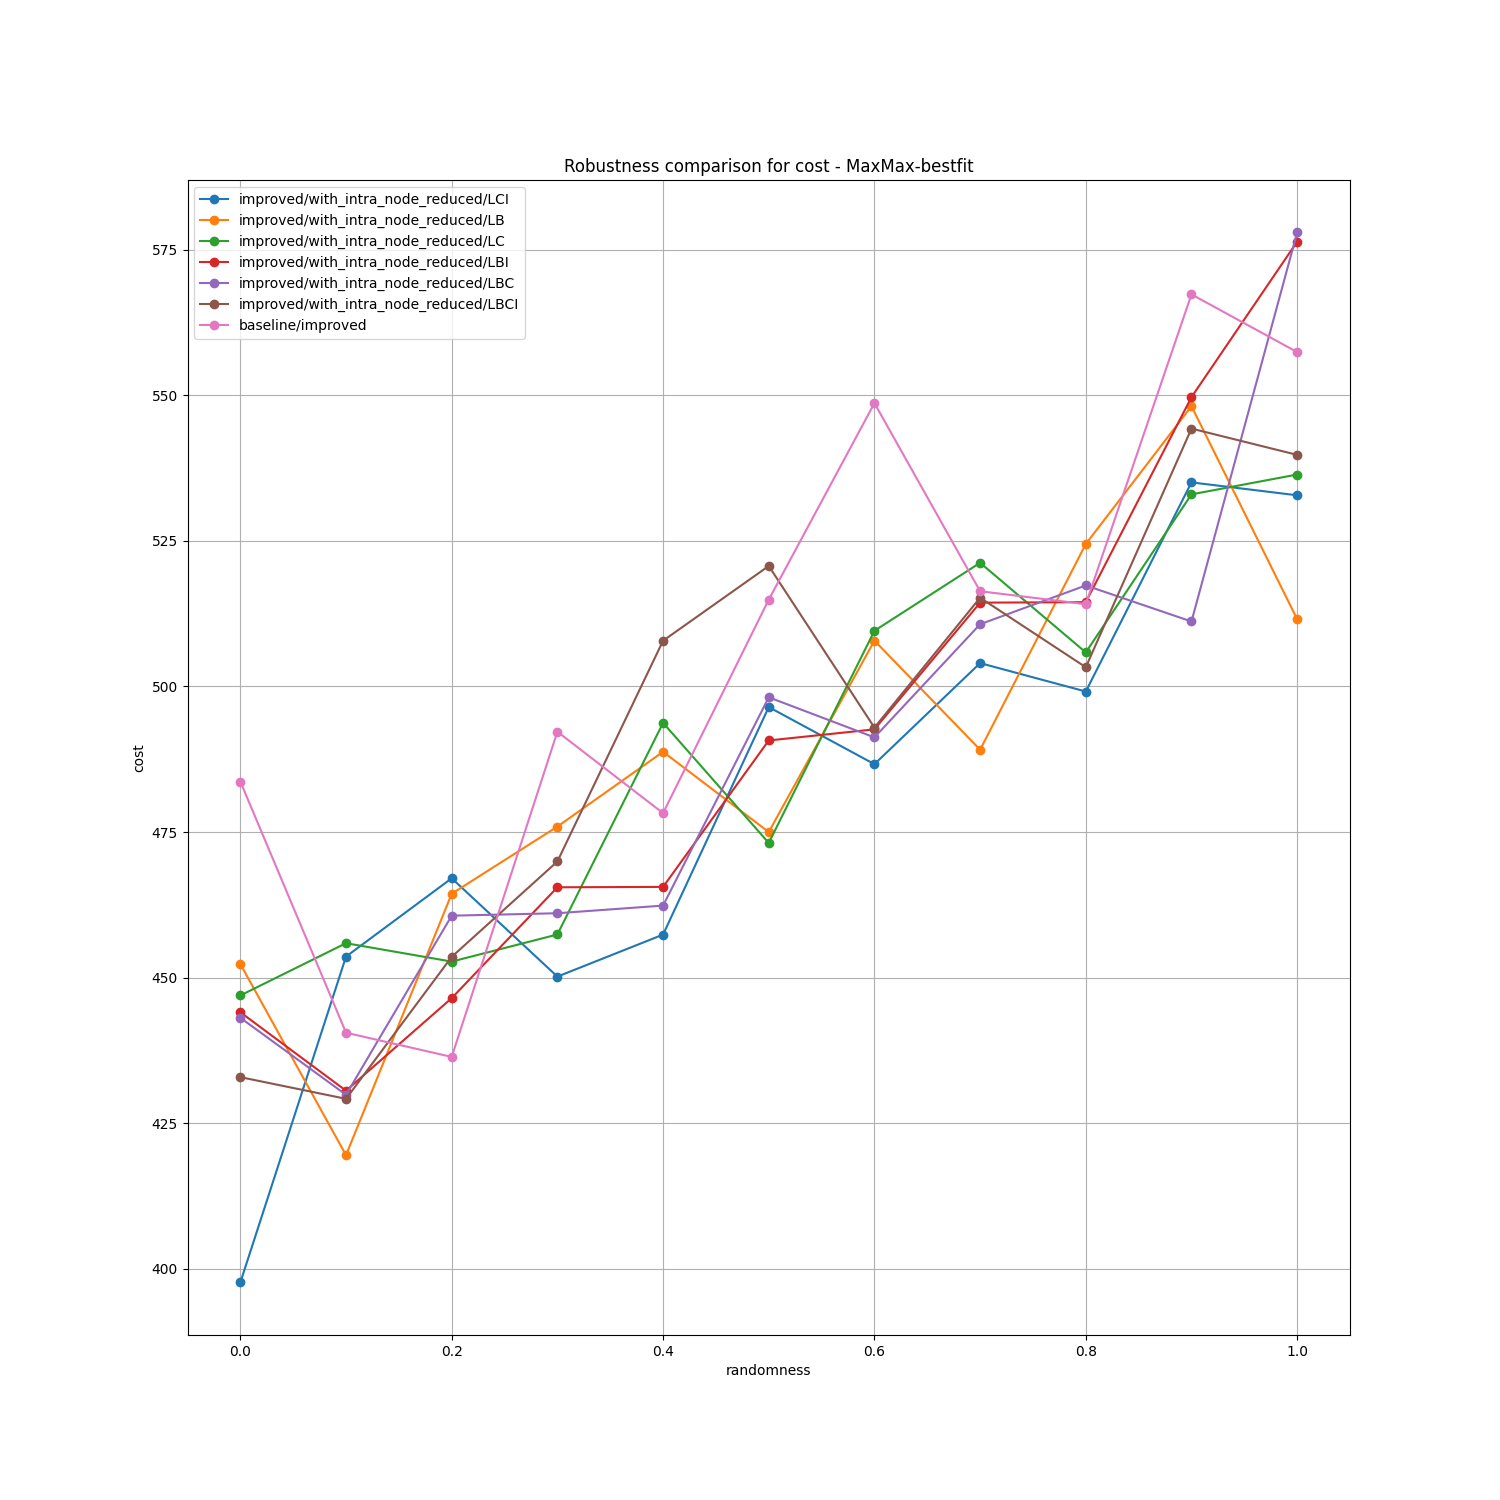 Robustness comparison for cost - MaxMax-bestfit
improved/with_intra_node_reduced/LCI
improved/with_intra_node_reduced/LB
improved/with_intra_node_reduced/LC
improved/with_intra_node_reduced/LBI
improved/with_intra_node_reduced/LBC
improved/with_intra_node_reduced/LBCI
baseline/improved
575
550
525
500
475
450
425
400
cost
0.0 0.2 0.4 0.6 0.8 1.0
randomness